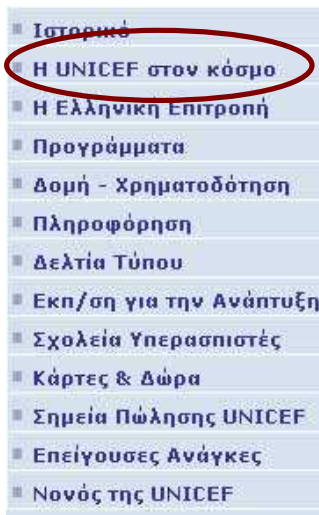 Ιστορικό
Η UNICEF στον κόσμο
Η Ελληνική Επιτροπή
Προγράμματα
Δομή - Χρηματοδότηση
Πληροφόρηση
Δελτία Τύπου
Εκπ/ση για την Ανάπτυξη
Σχολεία Υπερασπιστές
Κάρτες & Δώρα
Σημεία Πώλησης UNICEF
Επείγουσες Ανάγκες
Νονός της UNICEF